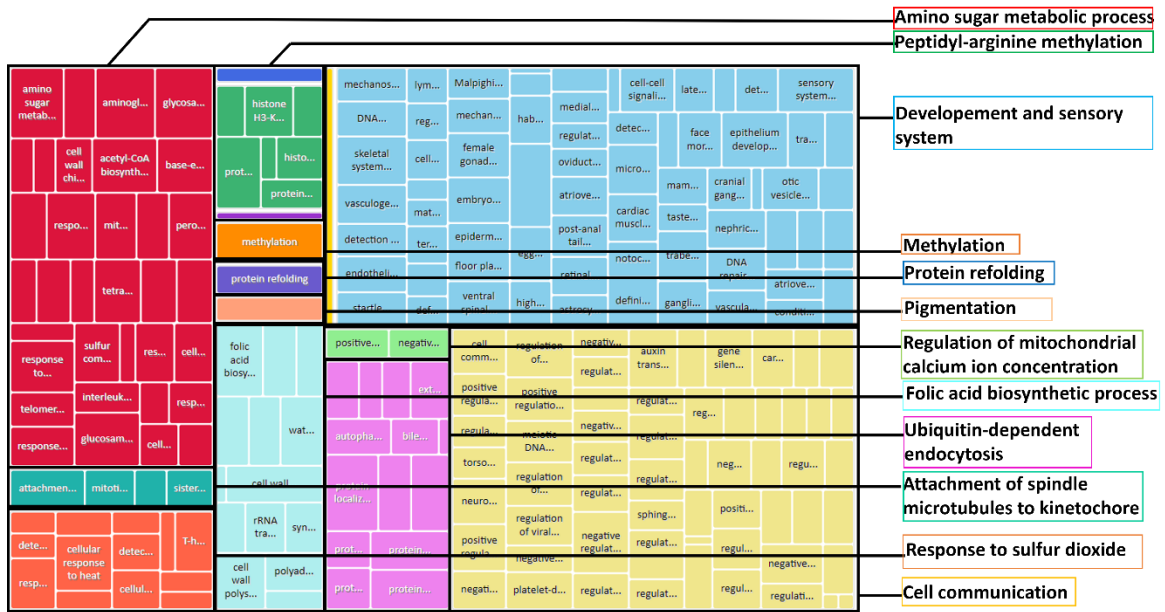 Amino sugar metabolic process
Peptidyl-arginine methylation
Developement and sensory
system
Methylation
Protein refolding
Pigmentation
Regulation of mitochondrial
calcium ion concentration
Folic acid biosynthetic process
Ubiquitin-dependent
endocytosis
Attachment of spindle
microtubules to kinetochore
Response to sulfur dioxide
Cell communication
amino
sugar
metab...
aminogl...
glycosa...
cell
wall
chi...
acetyl-CoA
biosynth...
base-e...
respo...
mit...
pero...
tetra...
response
to...
sulfur
com...
res...
cell...
telomer...
interleuk...
resp...
response...
glucosam...
cell...
attachmen...
mitoti...
sister...
dete...
cellular
response
to heat
detec...
T-h...
resp...
cellul...
histone
H3-K...
prot...
histo...
protein...
methylation
protein refolding
folic
acid
biosy...
wat...
cell wall
rRNA
tra...
syn...
cell
wall
polys...
polyad...
positive...
negativ...
ext...
autopha...
bile...
protein
localiz...
prot...
protein...
prot...
protein...
mechanos...
lym...
Malpighi...
hab...
medial...
cell-cell
signali...
late...
det...
sensory
system...
DNA...
reg...
mechan...
regulat...
detec...
face
mor...
epithelium
develop...
tra...
skeletal
system...
cell...
female
gonad...
oviduct...
micro...
vasculoge...
mat...
embryo...
atriove...
mam...
cranial
gang...
otic
vesicle...
detection ...
ter...
epiderm...
post-anal
tail...
cardiac
muscl...
taste...
nephric...
endotheli...
floor pla...
egg...
retinal
notoc...
trabe...
DNA
repair
atriove...
startle
def...
ventral
spinal
high...
astrocy
defini...
gangli...
vascula...
conditi...
cell
comm...
regulation
of...
negativ...
auxin
trans...
gene
silen...
car...
regulat...
positive
regula...
positive
regulatio...
regulat...
regulat...
reg...
regula...
meiotic
DNA...
negativ...
regulat...
torso...
regulation
of...
regulat...
regulat...
neg...
regu...
neuro...
regulat...
regulation
of viral...
regulat...
sphing...
positi...
positive
regula...
negative
regulat...
regulat...
regul...
negative...
negati...
negative...
platelet-d...
regulat...
regulat...
regul...
regulati...